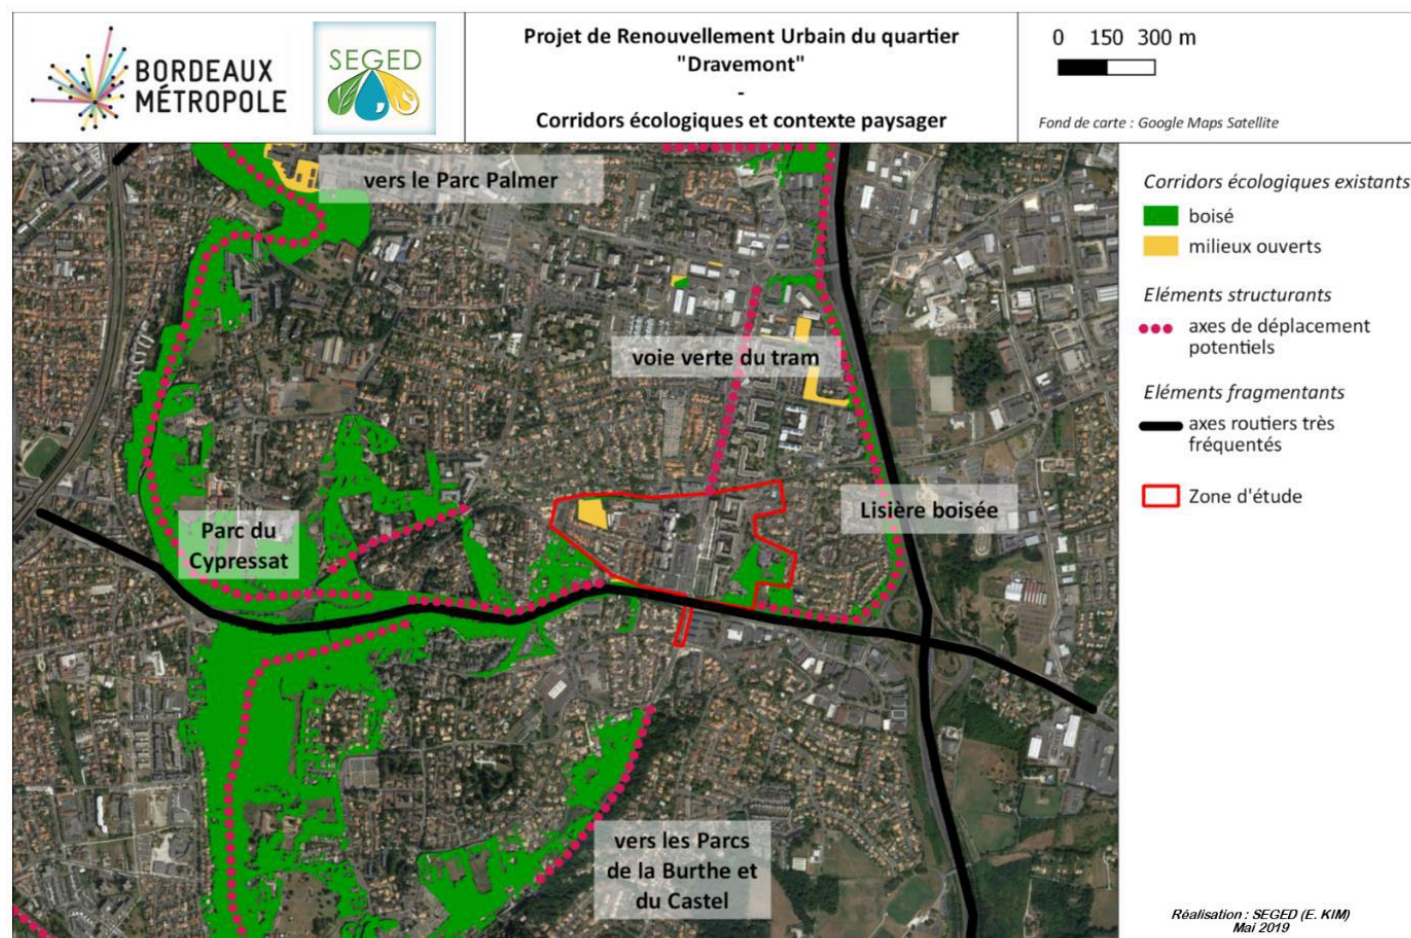 BORDEAUX
MÉTROPOLE
SEGED
Projet de Renouvellement Urbain du quartier
"Dravemont"
-
Corridors écologiques et contexte paysager
0 150 300 m
Fond de carte : Google Maps Satellite
vers le Parc Palmer
voie verte du tram
Lisière boisée
Parc du
Cypressat
vers les Parcs
de la Burthe et
du Castel
Corridors écologiques existants
boisé
milieux ouverts
Eléments structurants
axes de déplacement
potentiels
Eléments fragmentants
axes routiers très
fréquentés
Zone d'étude
Réalisation : SEGED (E. KIM)
Mai 2019